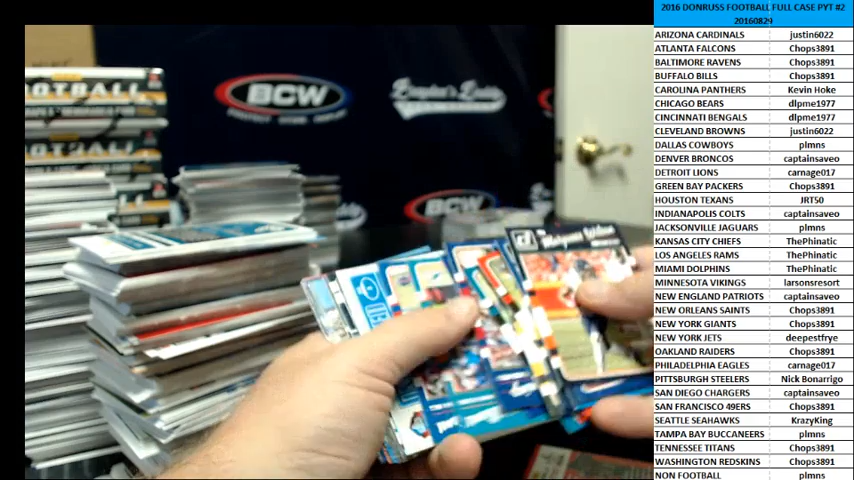 2016 DONRUSS FOOTBALL FULL CASE PYT #2
20160829
ARIZONA CARDINALS justin6022
ATLANTA FALCONS Chops3891
BALTIMORE RAVENS Chops3891
BUFFALO BILLS Chops3891
CAROLINA PANTHERS Kevin Hoke
CHICAGO BEARS dlpme1977
CINCINNATI BENGALS dlpme1977
CLEVELAND BROWNS justin6022
DALLAS COWBOYS plmns
DENVER BRONCOS captainsaveo
DETROIT LIONS carnage017
GREEN BAY PACKERS Chops3891
HOUSTON TEXANS JRT50
INDIANAPOLIS COLTS captainsaveo
JACKSONVILLE JAGUARS plmns
KANSAS CITY CHIEFS ThePhinatic
LOS ANGELES RAMS ThePhinatic
MIAMI DOLPHINS ThePhinatic
MINNESOTA VIKINGS larsonsresort
NEW ENGLAND PATRIOTS captainsaveo
NEW ORLEANS SAINTS Chops3891
NEW YORK GIANTS Chops3891
NEW YORK JETS deepestfrye
OAKLAND RAIDERS Chops3891
PHILADELPHIA EAGLES carnage017
PITTSBURGH STEELERS Nick Bonarrigo
SAN DIEGO CHARGERS captainsaveo
SAN FRANCISCO 49ERS Chops3891
SEATTLE SEAHAWKS KrazyKing
TAMPA BAY BUCCANEERS plmns
TENNESSEE TITANS Chops3891
WASHINGTON REDSKINS Chops3891
NON FOOTBALL plmns
BCW
BCW
OOTBALL